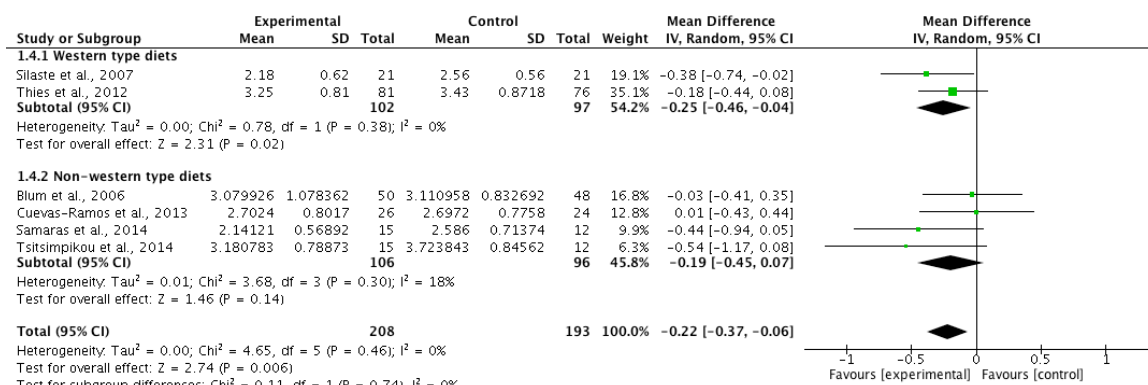 Experimental Control Mean Difference Mean Difference
Study or Subgroup Mean SD Total Mean SD Total Weight IV, Random, 95% CI IV, Random, 95% CI
1.4.1 Western type diets
Silaste et al., 2007 2.18 0.62 21 2.56 0.56 21 19.1% -0.38 [-0.74, -0.02]
Thies et al., 2012 3.25 0.81 81 3.43 0.8718 76 35.1% -0.18 [-0.44, 0.08]
Subtotal (95% CI) 102 97 54.2% -0.25 [-0.46, -0.04]
Heterogeneity: Tau² = 0.00; Chi² = 0.78, df = 1 (P = 0.38); I² = 0%
Test for overall effect: Z = 2.31 (P = 0.02)
1.4.2 Non-western type diets
Blum et al., 2006 3.079926 1.078362 50 3.110958 0.832692 48 16.8% -0.03 [-0.41, 0.35]
Cuevas-Ramos et al., 2013 2.7024 0.8017 26 2.6972 0.7758 24 12.8% 0.01 [-0.43, 0.44]
Samaras et al., 2014 2.14121 0.56892 15 2.586 0.71374 12 9.9% -0.44 [-0.94, 0.05]
Tsitsimpikou et al., 2014 3.180783 0.78873 15 3.723843 0.84562 12 6.3% -0.54 [-1.17, 0.08]
Subtotal (95% CI) 106 96 45.8% -0.19 [-0.45, 0.07]
Heterogeneity: Tau² = 0.01; Chi² = 3.68, df = 3 (P = 0.30); I² = 18%
Test for overall effect: Z = 1.46 (P = 0.14)
Total (95% CI) 208 193 100.0% -0.22 [-0.37, -0.06]
Heterogeneity: Tau² = 0.00; Chi² = 4.65, df = 5 (P = 0.46); I² = 0%
Test for overall effect: Z = 2.74 (P = 0.006)
Test for subgroup differences: Chi² = 0.11, df = 1 (P = 0.74), I² = 0%
-1 -0.5 0 0.5 1
Favours [experimental] Favours [control]